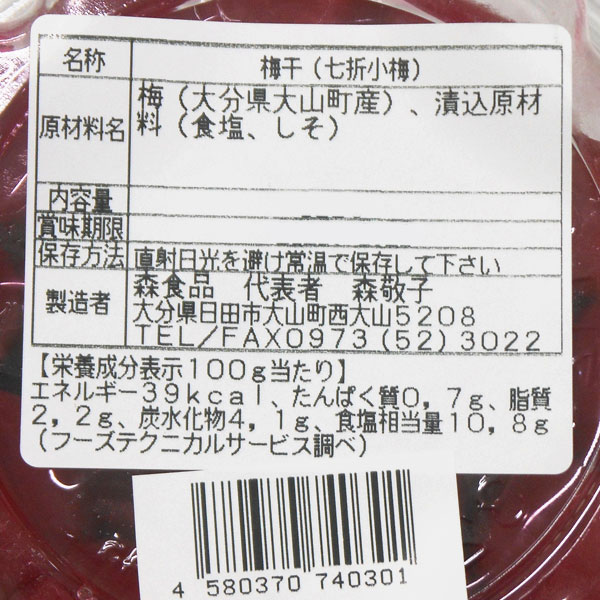 名称 梅干（七折小梅）
原材料名 梅（大分県大山町産）、漬込原材
料（食塩、しそ）
内容量
賞味期限
保存方法 直射日光を避け常温で保存して下さい
製造者 森食品 代表者 森敬子
大分県日田市大山町西大山5208
TEL/FAX0973（52）3022
【栄養成分表示100g当たり】
エネルギー39kcal、たんぱく質0,7g、脂質
2,2g、炭水化物4,1g、食塩相当量10,8g
（フーズテクニカルサービス調べ）
4 580370 740301